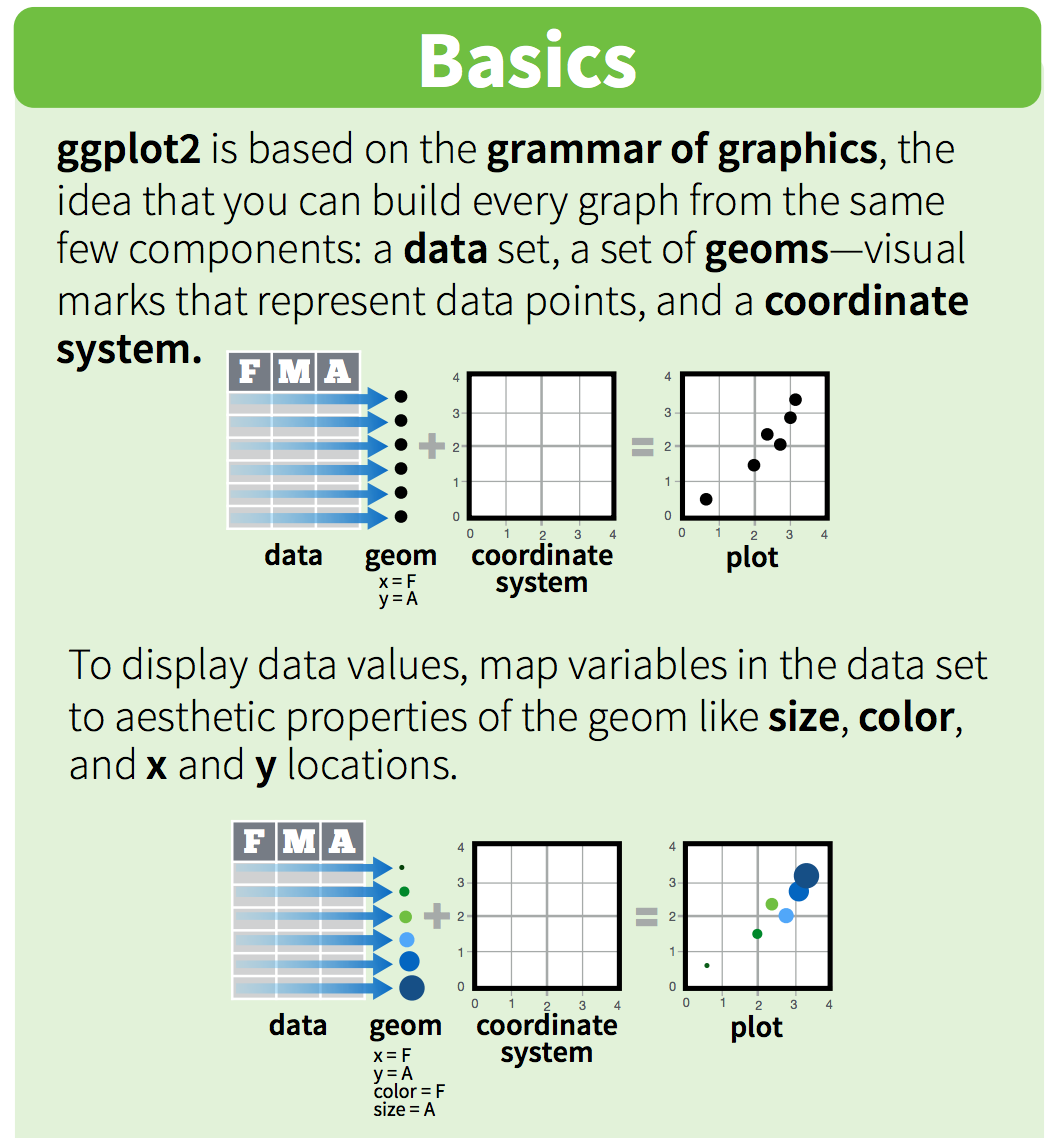 Basics
ggplot2 is based on the grammar of graphics, the
idea that you can build every graph from the same
few components: a data set, a set of geoms—visual
marks that represent data points, and a coordinate
system.
F M A
4
3
2
1
0
0 1 2 3 4
+
=
4
3
2
1
0
0 1 2 3 4
data geom coordinate system plot
x = F
y = A
To display data values, map variables in the data set
to aesthetic properties of the geom like size, color,
and x and y locations.
F M A
+
4
3
2
1
0
0 1 2 3 4
=
4
3
2
1
0
0 1 2 3 4
data geom coordinate system plot
x = F
y = A
color = F
size = A